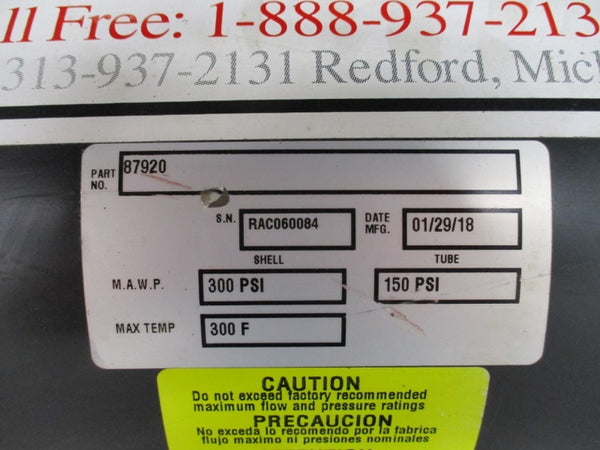 ll Free: 1-888-937-213
313-937-2131 Redford, Mich
PART NO. 87920
S.N. RAC060084 DATE MFG. 01/29/18
SHELL TUBE
M.A.W.P. 300 PSI 150 PSI
MAX TEMP 300 F
CAUTION
Do not exceed factory recommended
maximum flow and pressure ratings
PRECAUCION
No exceda lo recomendo por la fabrica
flujo maximo ni presiones nominales